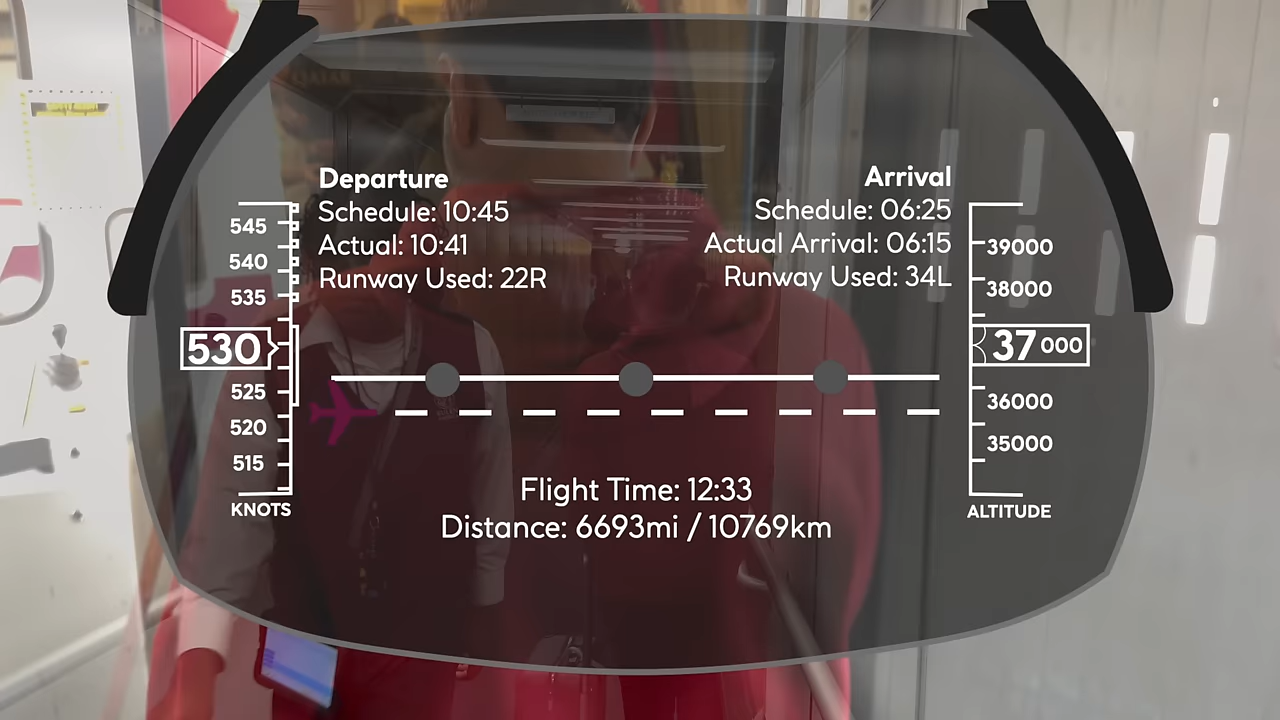 Departure
Schedule: 10:45
Actual: 10:41
Runway Used: 22R
Arrival
Schedule: 06:25
Actual Arrival: 06:15
Runway Used: 34L
545
540
535
530
525
520
515
KNOTS
39000
38000
37 000
36000
35000
ALTITUDE
Flight Time: 12:33
Distance: 6693mi / 10769km